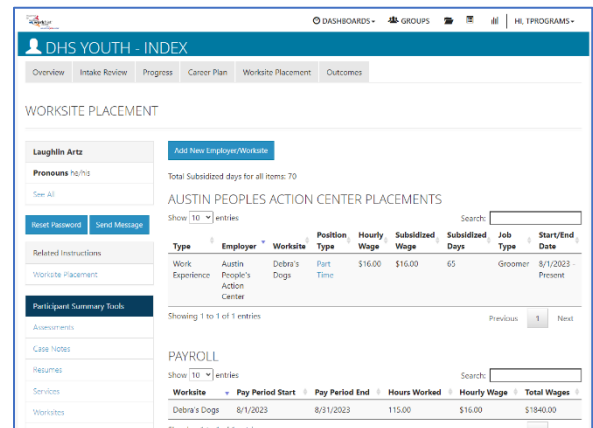 DASHBOARDS GROUPS HI, TPROGRAMS
DHS YOUTH - INDEX
Overview Intake Review Progress Career Plan Worksite Placement Outcomes
WORKSITE PLACEMENT
Laughlin Artz
Pronouns he/his
See All
Reset Password Send Message
Related Instructions
Worksite Placement
Participant Summary Tools
Assessments
Case Notes
Resumes
Services
Worksites
Add New Employer/Worksite
Total Subsidized days for all items: 70
AUSTIN PEOPLES ACTION CENTER PLACEMENTS
Show 10 entries Search:
Type Employer Worksite Position Type Hourly Wage Subsidized Wage Subsidized Days Job Type Start/End Date
Work Experience Austin People's Action Center Debra's Dogs Part Time $16.00 $16.00 65 Groomer 8/1/2023 - Present
Showing 1 to 1 of 1 entries Previous 1 Next
PAYROLL
Show 10 entries Search:
Worksite Pay Period Start Pay Period End Hours Worked Hourly Wage Total Wages
Debra's Dogs 8/1/2023 8/31/2023 115.00 $16.00 $1840.00